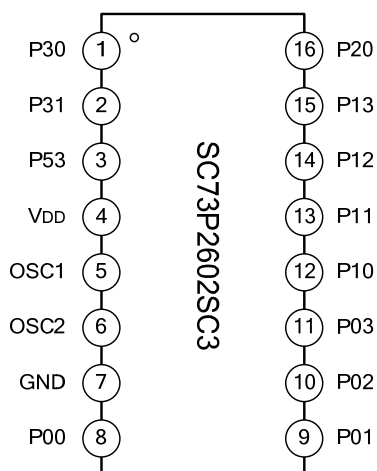 P30 1 16 P20
P31 2 15 P13
P53 3 14 P12
VDD 4 13 P11
OSC1 5 12 P10
OSC2 6 11 P03
GND 7 10 P02
P00 8 9 P01
SC73P2602SC3